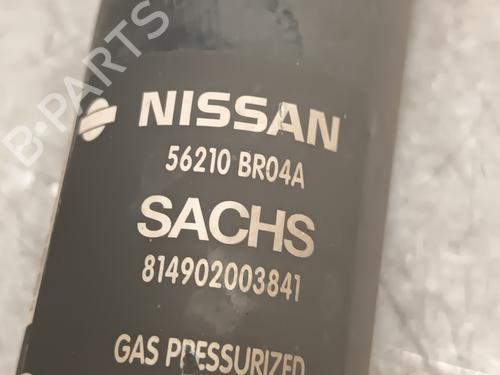 B-PARTS
NISSAN
56210 BR04A
SACHS
814902003841
GAS PRESSURIZED